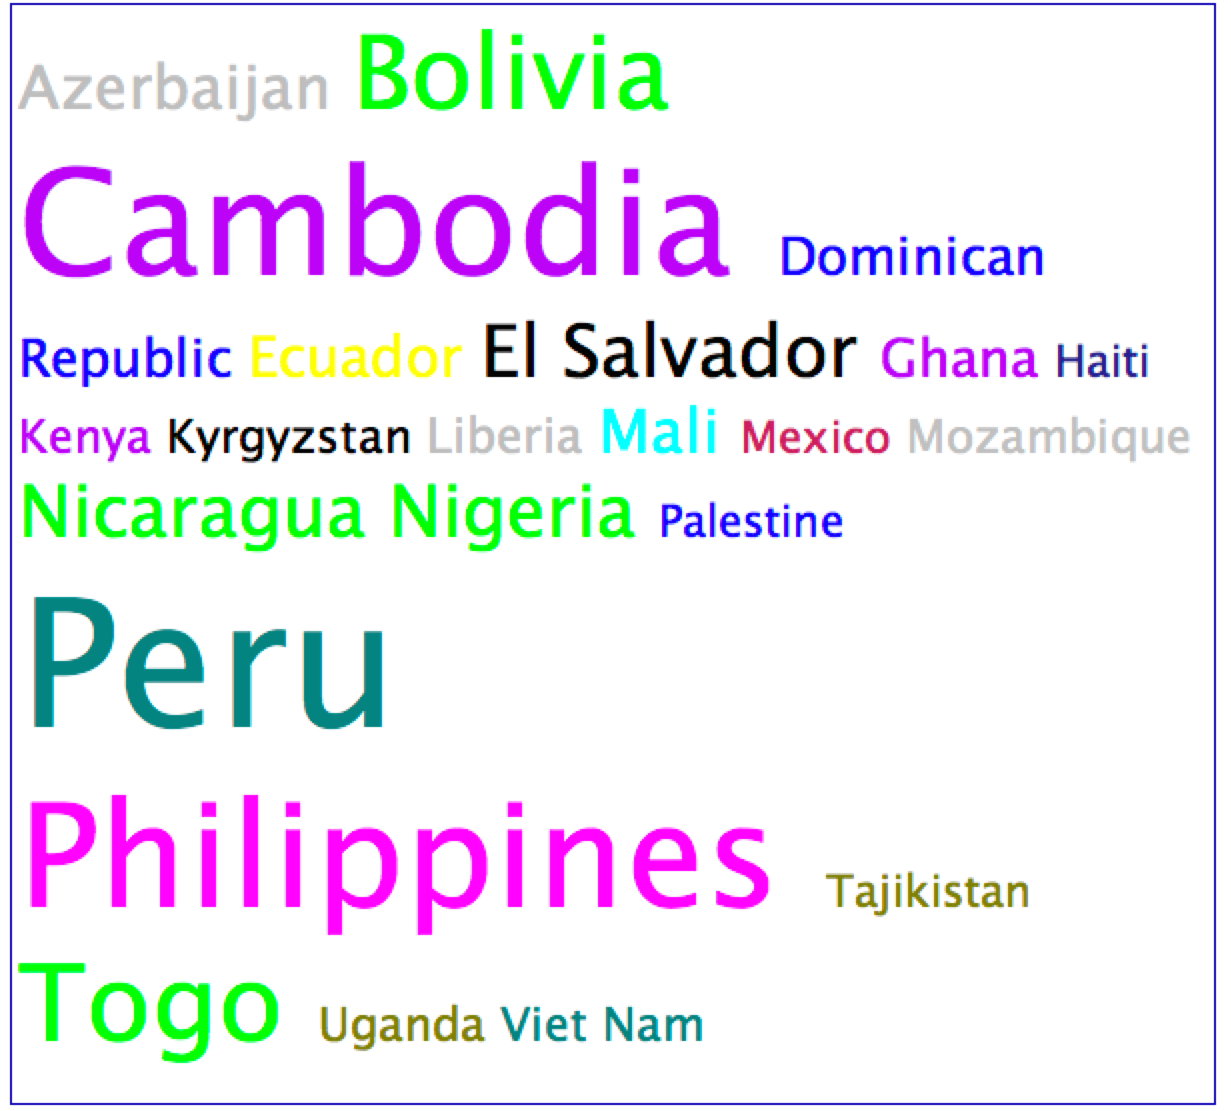 Azerbaijan Bolivia
Cambodia Dominican
Republic Ecuador El Salvador Ghana Haiti
Kenya Kyrgyzstan Liberia Mali Mexico Mozambique
Nicaragua Nigeria Palestine
Peru
Philippines Tajikistan
Togo Uganda Viet Nam